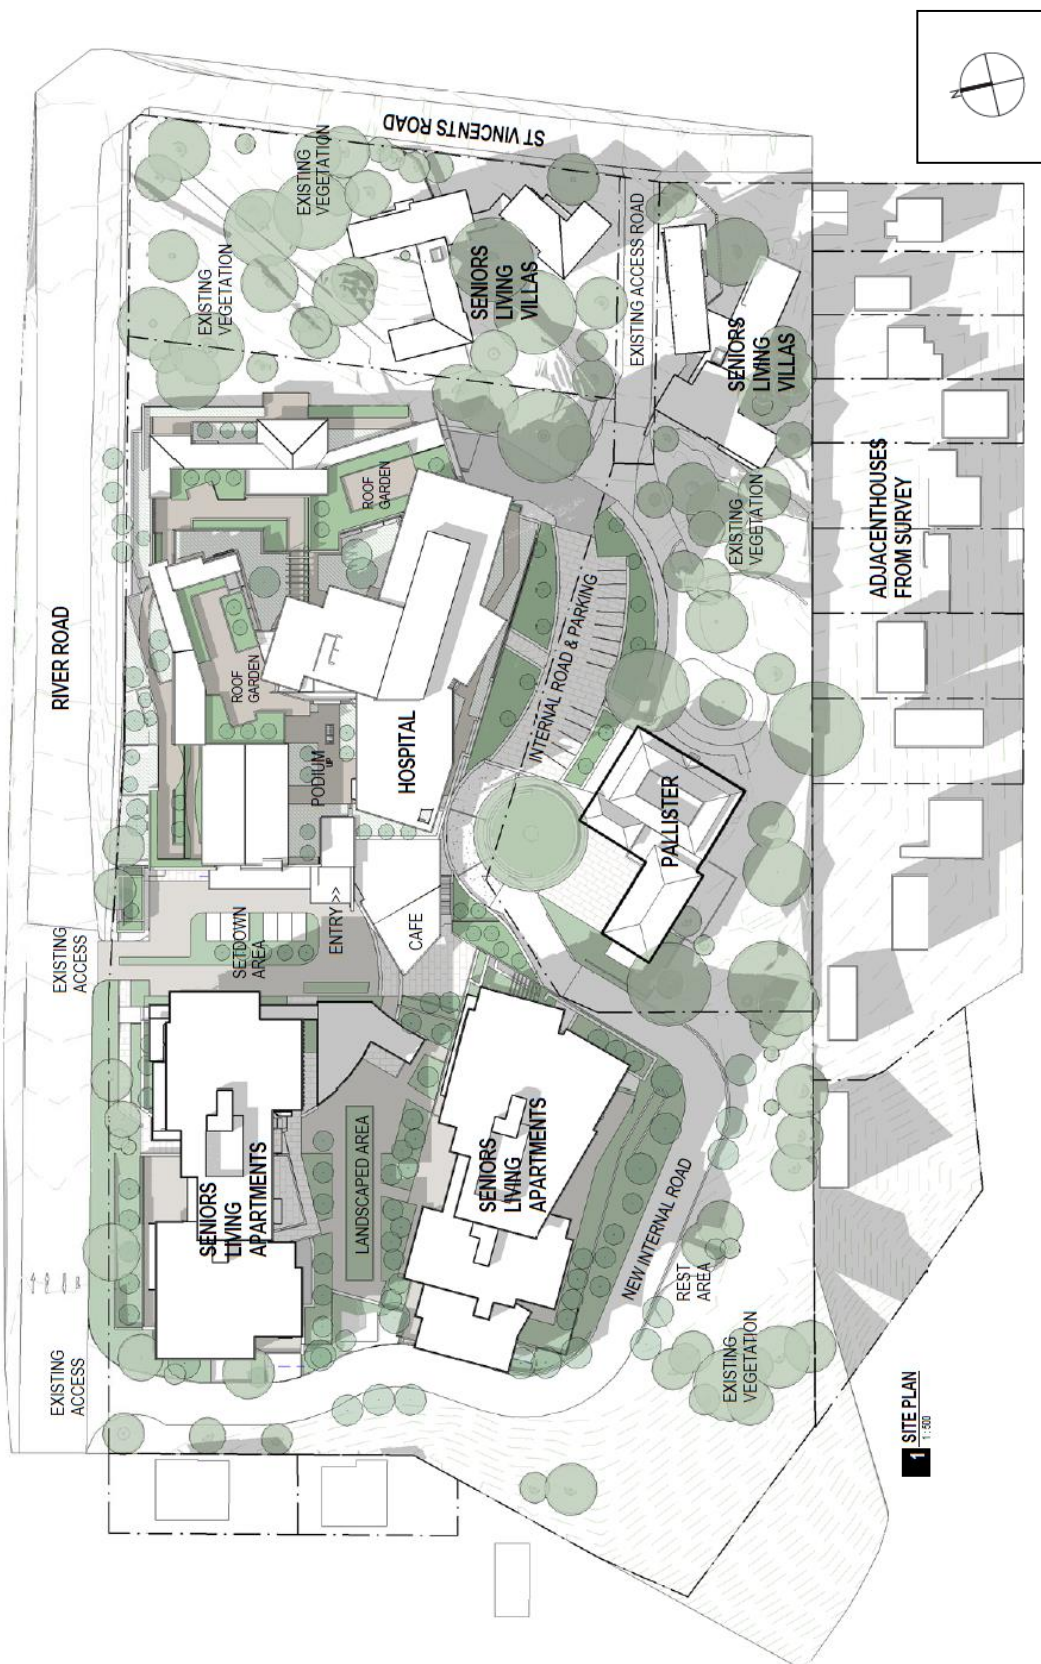 RIVER ROAD
EXISTING
ACCESS
EXISTING
ACCESS
ST VINCENTS ROAD
EXISTING
VEGETATION
EXISTING
VEGETATION
SENIORS
LIVING
VILLAS
EXISTING ACCESS ROAD
SENIORS
LIVING
VILLAS
ROOF
GARDEN
ROOF
GARDEN
PODIUM
UP
HOSPITAL
SETDOWN
AREA
ENTRY >>
CAFE
INTERNAL ROAD & PARKING
EXISTING
VEGETATION
PALLISTER
ADJACENTHOUSES
FROM SURVEY
SENIORS
LIVING
APARTMENTS
LANDSCAPED AREA
SENIORS
LIVING
APARTMENTS
NEW INTERNAL ROAD
REST
AREA
EXISTING
VEGETATION
1 SITE PLAN
1 : 500
N